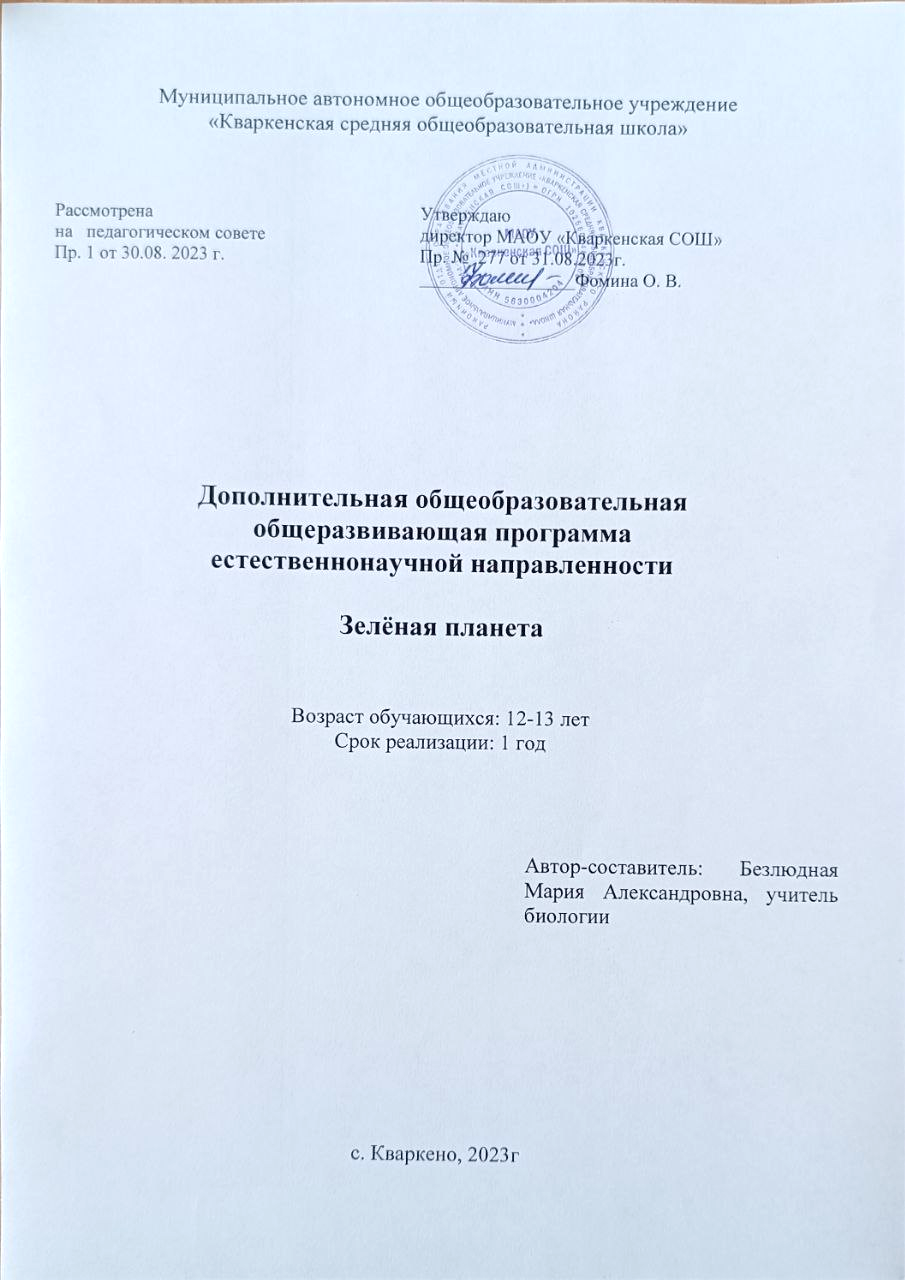 Муниципальное автономное общеобразовательное учреждение
«Кваркенская средняя общеобразовательная школа»
Рассмотрена
на педагогическом совете
Пр. 1 от 30.08. 2023 г.
Утверждаю
директор МАОУ «Кваркенская СОШ»
Пр. № 277 от 31.08.2023г.
Фомина О. В.
Дополнительная общеобразовательная
общеразвивающая программа
естественнонаучной направленности
Зелёная планета
Возраст обучающихся: 12-13 лет
Срок реализации: 1 год
Автор-составитель: Безлюдная
Мария Александровна, учитель
биологии
с. Кваркено, 2023г